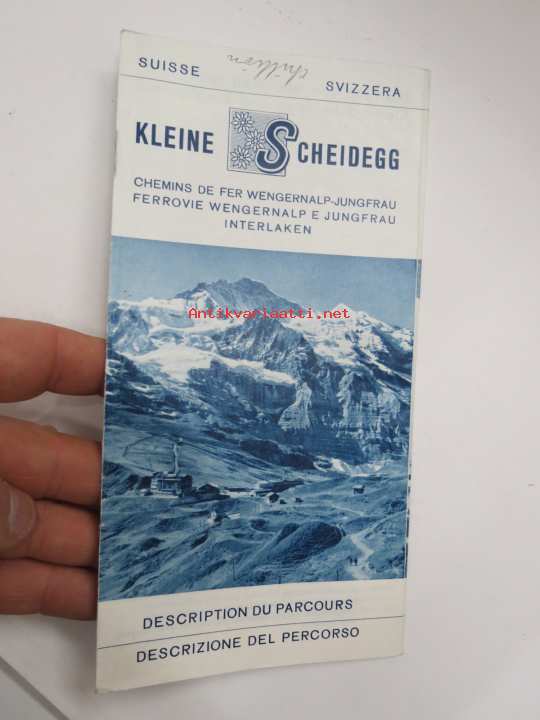 SUISSE
SVIZZERA
KLEINE SCHEIDEGG
CHEMINS DE FER WENGERNALP-JUNGFRAU
FERROVIE WENGERNALP E JUNGFRAU
INTERLAKEN
Antikvariaatti.net
DESCRIPTION DU PARCOURS
DESCRIZIONE DEL PERCORSO